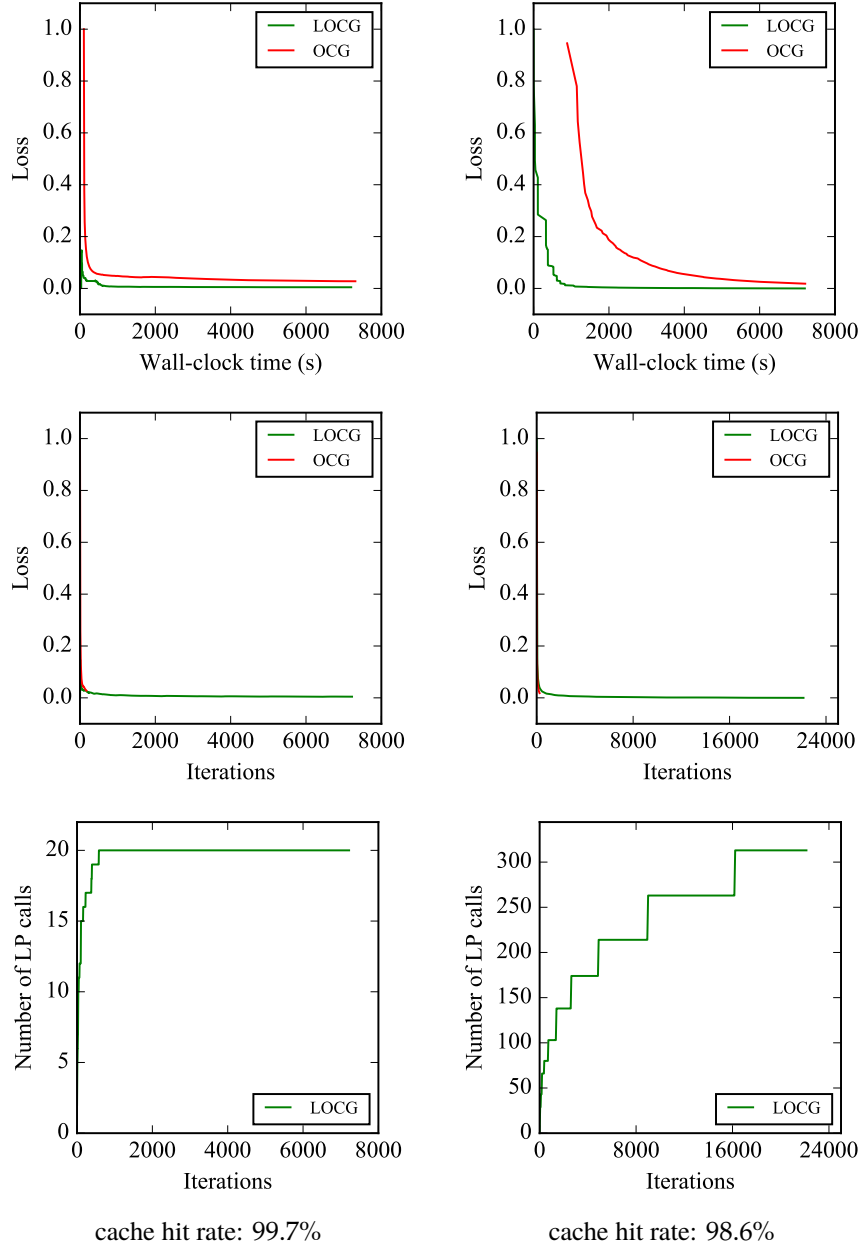 LOCG
OCG
Loss
1.0
0.8
0.6
0.4
0.2
0.0
0
2000
4000
6000
8000
Wall-clock time (s)
LOCG
OCG
Loss
1.0
0.8
0.6
0.4
0.2
0.0
0
2000
4000
6000
8000
Wall-clock time (s)
LOCG
OCG
Loss
1.0
0.8
0.6
0.4
0.2
0.0
0
2000
4000
6000
8000
Iterations
LOCG
OCG
Loss
1.0
0.8
0.6
0.4
0.2
0.0
0
8000
16000
24000
Iterations
Number of LP calls
20
15
10
5
0
LOCG
0
2000
4000
6000
8000
Iterations
Number of LP calls
300
250
200
150
100
50
0
LOCG
0
8000
16000
24000
Iterations
cache hit rate: 99.7%
cache hit rate: 98.6%